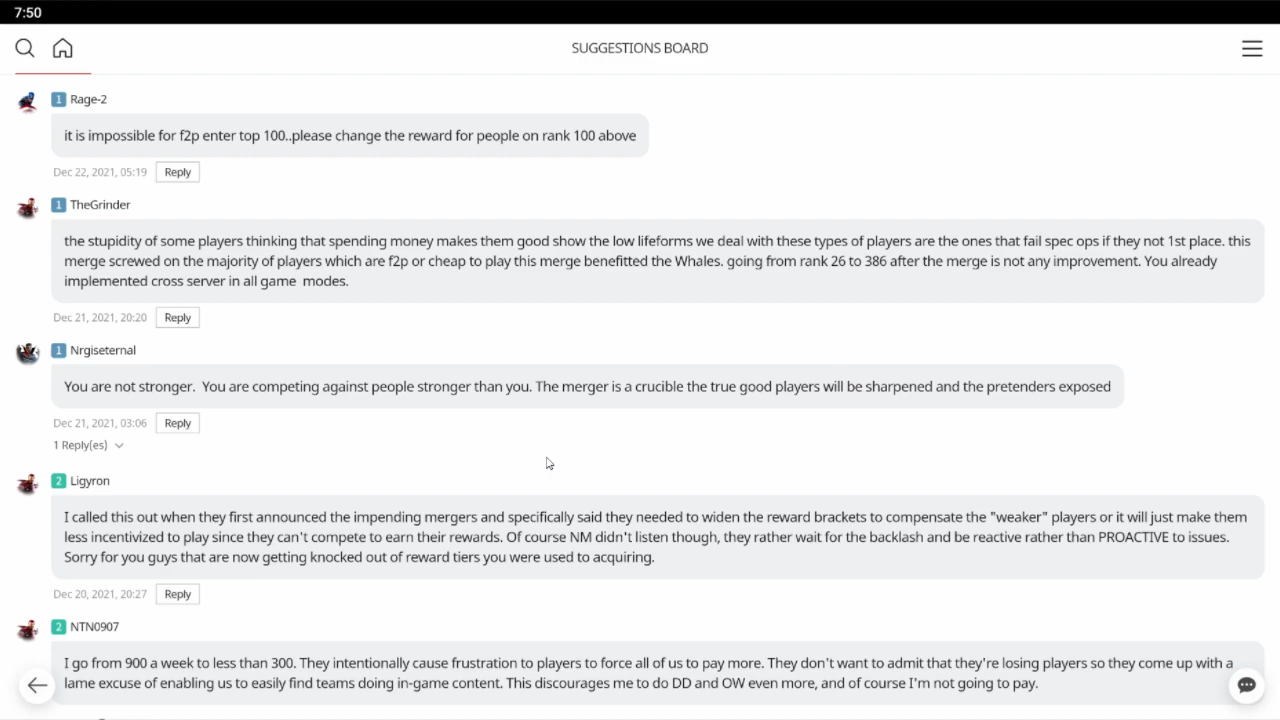 7:50
SUGGESTIONS BOARD
1 Rage-2
it is impossible for f2p enter top 100..please change the reward for people on rank 100 above
Dec 22, 2021, 05:19 Reply
1 TheGrinder
the stupidity of some players thinking that spending money makes them good show the low lifeforms we deal with these types of players are the ones that fail spec ops if they not 1st place. this
merge screwed on the majority of players which are f2p or cheap to play this merge benefitted the Whales. going from rank 26 to 386 after the merge is not any improvement. You already
implemented cross server in all game modes.
Dec 21, 2021, 20:20 Reply
1 Nrgiseternal
You are not stronger. You are competing against people stronger than you. The merger is a crucible the true good players will be sharpened and the pretenders exposed
Dec 21, 2021, 03:06 Reply
1 Reply(es)
2 Ligyron
I called this out when they first announced the impending mergers and specifically said they needed to widen the reward brackets to compensate the "weaker" players or it will just make them
less incentivized to play since they can't compete to earn their rewards. Of course NM didn't listen though, they rather wait for the backlash and be reactive rather than PROACTIVE to issues.
Sorry for you guys that are now getting knocked out of reward tiers you were used to acquiring.
Dec 20, 2021, 20:27 Reply
2 NTN0907
I go from 900 a week to less than 300. They intentionally cause frustration to players to force all of us to pay more. They don't want to admit that they're losing players so they come up with a
lame excuse of enabling us to easily find teams doing in-game content. This discourages me to do DD and OW even more, and of course I'm not going to pay.